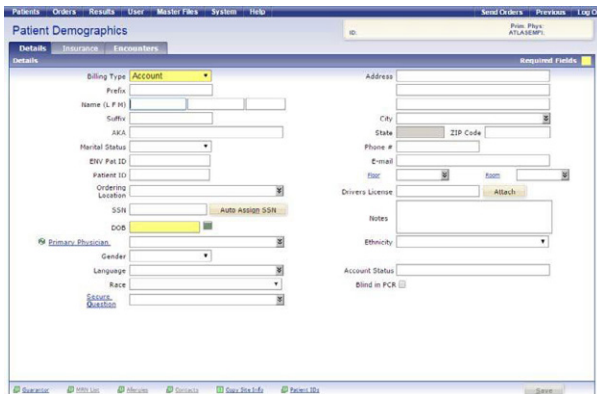 Patients Orders Results User Master Files System Help Send Orders Previous Log O
Patient Demographics
ID: Prim Phys:
ATLASEMPI,
Details Insurance Encounters
Details Required Fields
Billing Type Account
Prefix
Name (L F M)
Suffix
AKA
Marital Status
ENV Pat ID
Patient ID
Ordering
Location
SSN Auto Assign SSN
DOB
Primary Physician
Gender
Language
Race
Secure
Question
Address
City
State ZIP Code
Phone #
E-mail
Floor Room
Drivers License Attach
Notes
Ethnicity
Account Status
Blind in PCR
Guarantor MRN List Allergies Contacts Copy Site Info Patient IDs Save